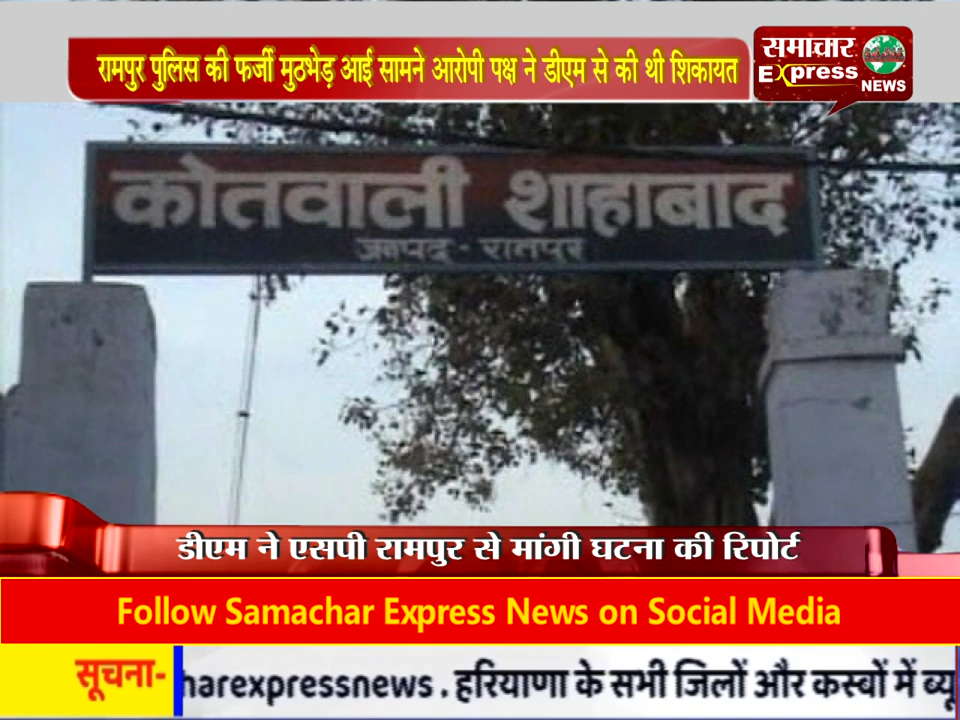 रामपुर पुलिस की फर्जी मुठभेड़ आई सामने आरोपी पक्ष ने डीएम से की थी शिकायत
समाचार
Express
NEWS
कोतवाली शाहाबाद
जनपद - रामपुर
डीएम ने एसपी रामपुर से मांगी घटना की रिपोर्ट
Follow Samachar Express News on Social Media
सूचना- harexpressnews . हरियाणा के सभी जिलों और कस्बों में ब्यू